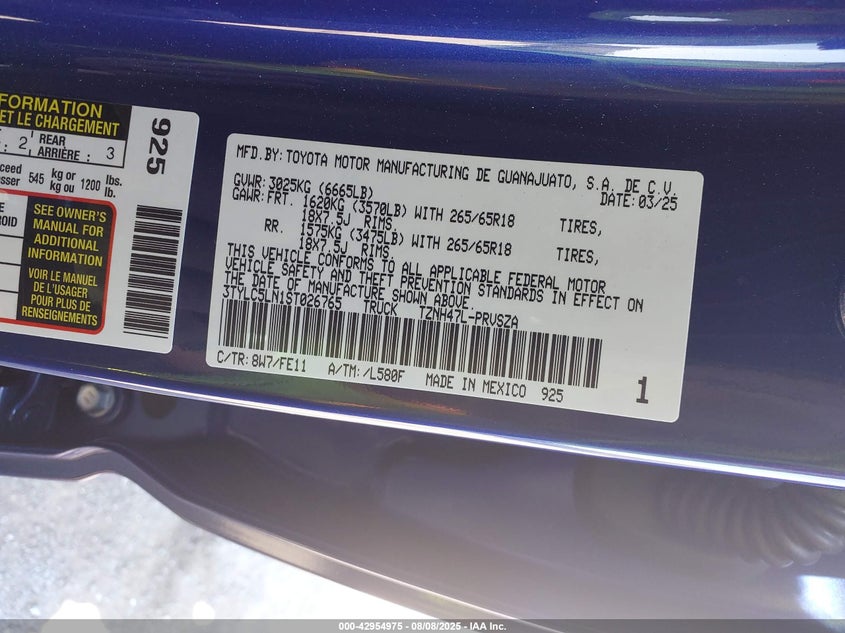 FORMATION
ET LE CHARGEMENT
: 2 REAR
ARRIÈRE : 3
545 kg or
kg ou 1200 lbs.
lb.
SEE OWNER'S
MANUAL FOR
ADDITIONAL
INFORMATION
VOIR LE MANUEL
DE L'USAGER
POUR PLUS DE
925
MFD.BY: TOYOTA MOTOR MANUFACTURING DE GUANAJUATO, S.A. DE C.V.
GVWR: 3025KG (6665LB) DATE: 03/25
GAWR: FRT. 1620KG (3570LB) WITH 265/65R18 TIRES,
18X7.5J RIMS,
RR. 1575KG (3475LB) WITH 265/65R18 TIRES,
18X7.5J RIMS,
THIS VEHICLE CONFORMS TO ALL APPLICABLE FEDERAL MOTOR
VEHICLE SAFETY AND THEFT PREVENTION STANDARDS IN EFFECT ON
THE DATE OF MANUFACTURE SHOWN ABOVE.
3TYLC5LN1ST026765 TRUCK TZNH47L-PRVSZA
C/TR: 8W7/FE11 A/TM: /L580F MADE IN MEXICO 925 1
000-42954975 - 08/08/2025 - IAA Inc.